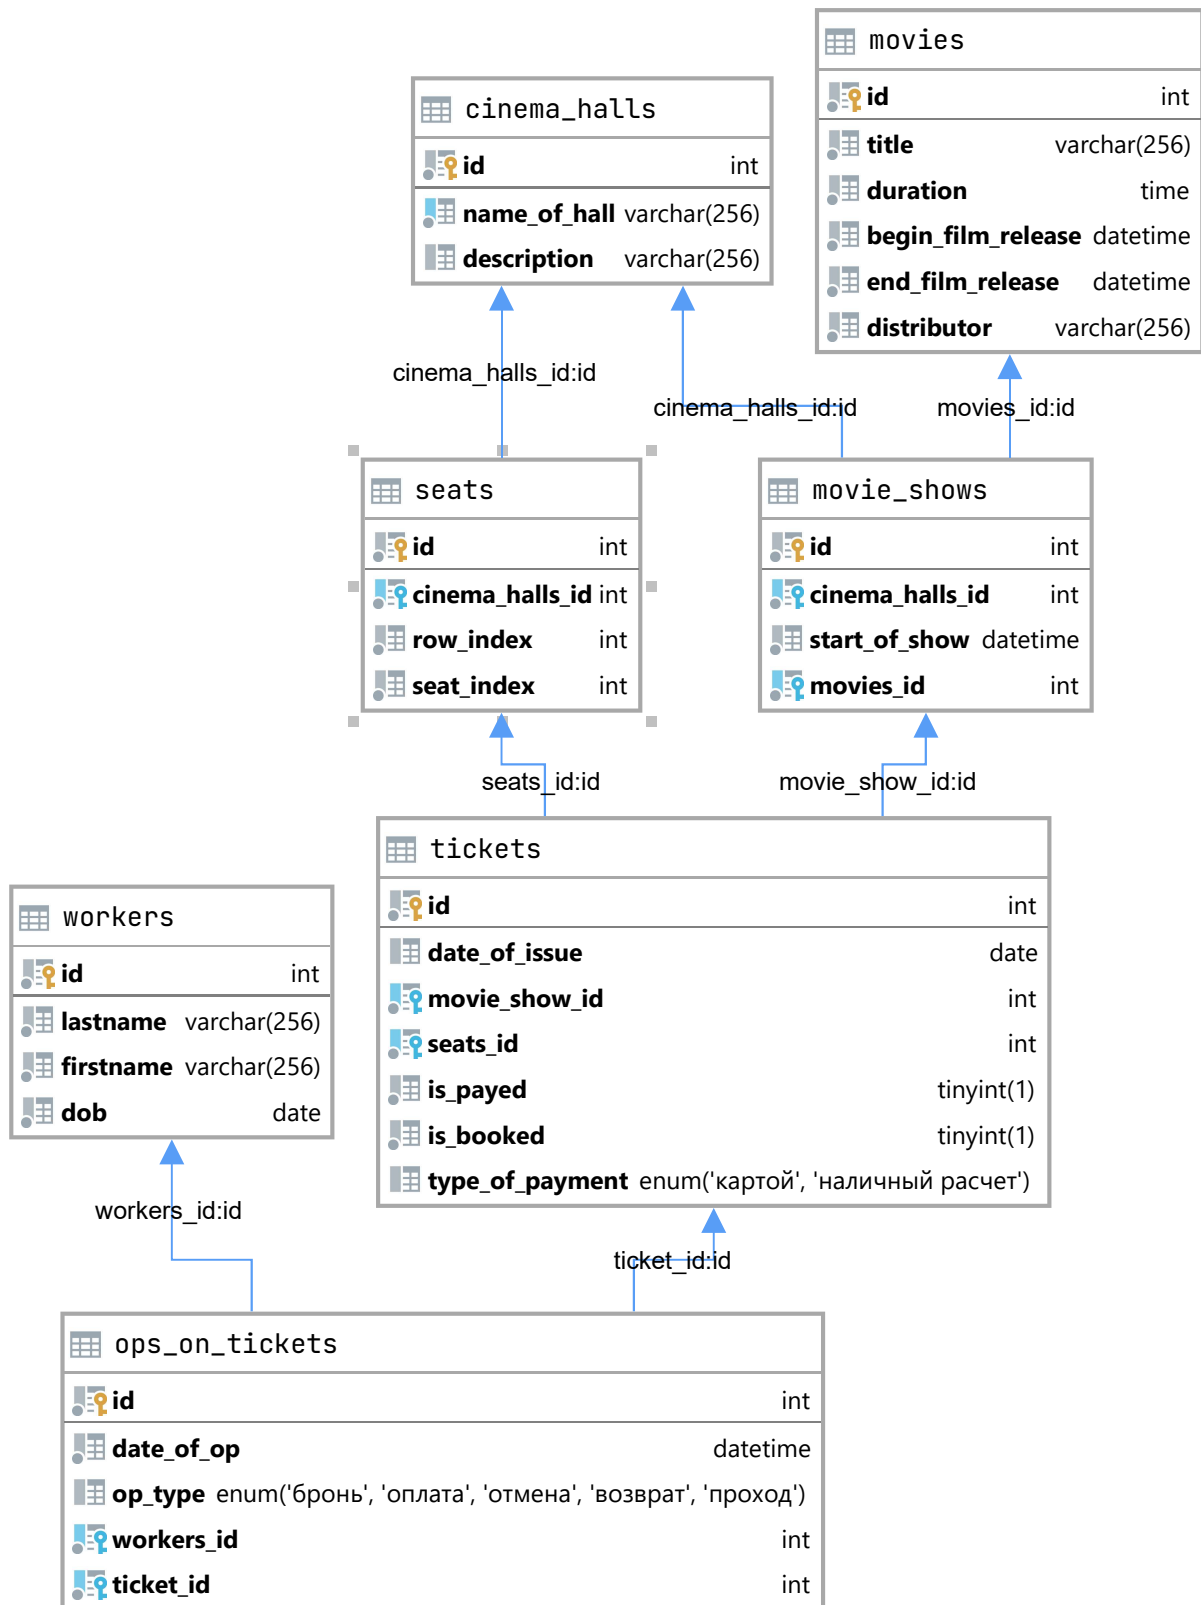 movies
id int
title varchar(256)
duration time
begin_film_release datetime
end_film_release datetime
distributor varchar(256)
cinema_halls
id int
name_of_hall varchar(256)
description varchar(256)
cinema_halls_id:id
cinema_halls_id:id
movies_id:id
seats
id int
cinema_halls_id int
row_index int
seat_index int
movie_shows
id int
cinema_halls_id int
start_of_show datetime
movies_id int
seats_id:id
movie_show_id:id
tickets
id int
date_of_issue date
movie_show_id int
seats_id int
is_payed tinyint(1)
is_booked tinyint(1)
type_of_payment enum('картой', 'наличный расчет')
workers
id int
lastname varchar(256)
firstname varchar(256)
dob date
workers_id:id
ticket_id:id
ops_on_tickets
id int
date_of_op datetime
op_type enum('бронь', 'оплата', 'отмена', 'возврат', 'проход')
workers_id int
ticket_id int